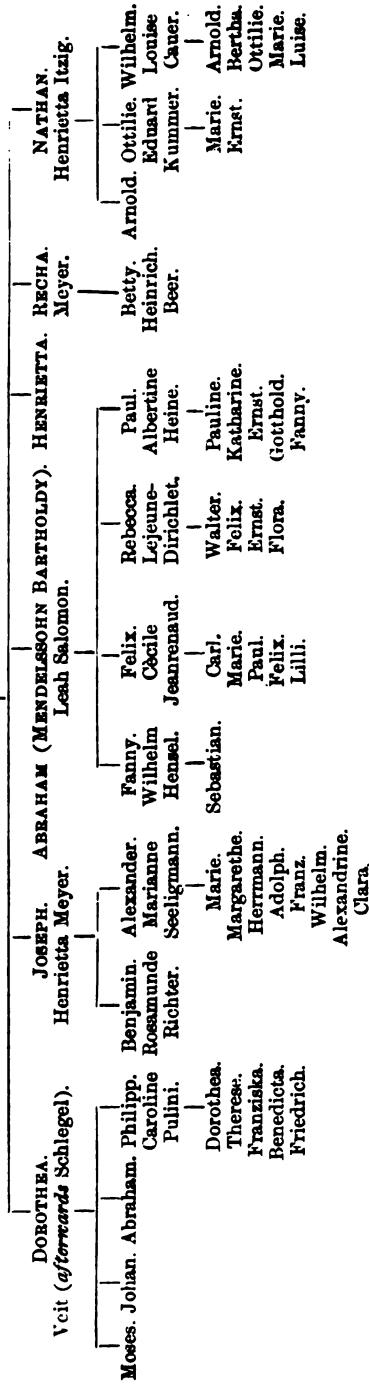 DOROTHEA.
Veit (afterwards Schlegel).
Moses. Johan. Abraham. Philipp.
Caroline
Pulini.
Dorothea.
Therese.
Franziska.
Benedicta.
Friedrich.
JOSEPH.
Henrietta Meyer.
Benjamin.
Rosamunde
Richter.
Alexander.
Marianne
Seeligmann.
Marie.
Margarethe.
Herrmann.
Adolph.
Franz.
Wilhelm.
Alexandrine.
Clara.
ABRAHAM (MENDELSSOHN BARTHOLDY).
Leah Salomon.
Fanny.
Wilhelm
Hensel.
Sebastian.
Felix.
Cècile
Jeanrenaud.
Carl.
Marie.
Paul.
Felix.
Lilli.
Rebecca.
Lejeune-
Dirichlet.
Walter.
Felix.
Ernst.
Flora.
Paul.
Albertine
Heine.
Pauline.
Katharine.
Ernst.
Gotthold.
Fanny.
HENRIETTA.
RECHA.
Meyer.
Betty.
Heinrich.
Beer.
NATHAN.
Henrietta Itzig.
Arnold.
Ottilie.
Eduard
Kummer.
Marie.
Ernst.
Wilhelm.
Louise
Cauer.
Arnold.
Bertha.
Ottilie.
Marie.
Luise.